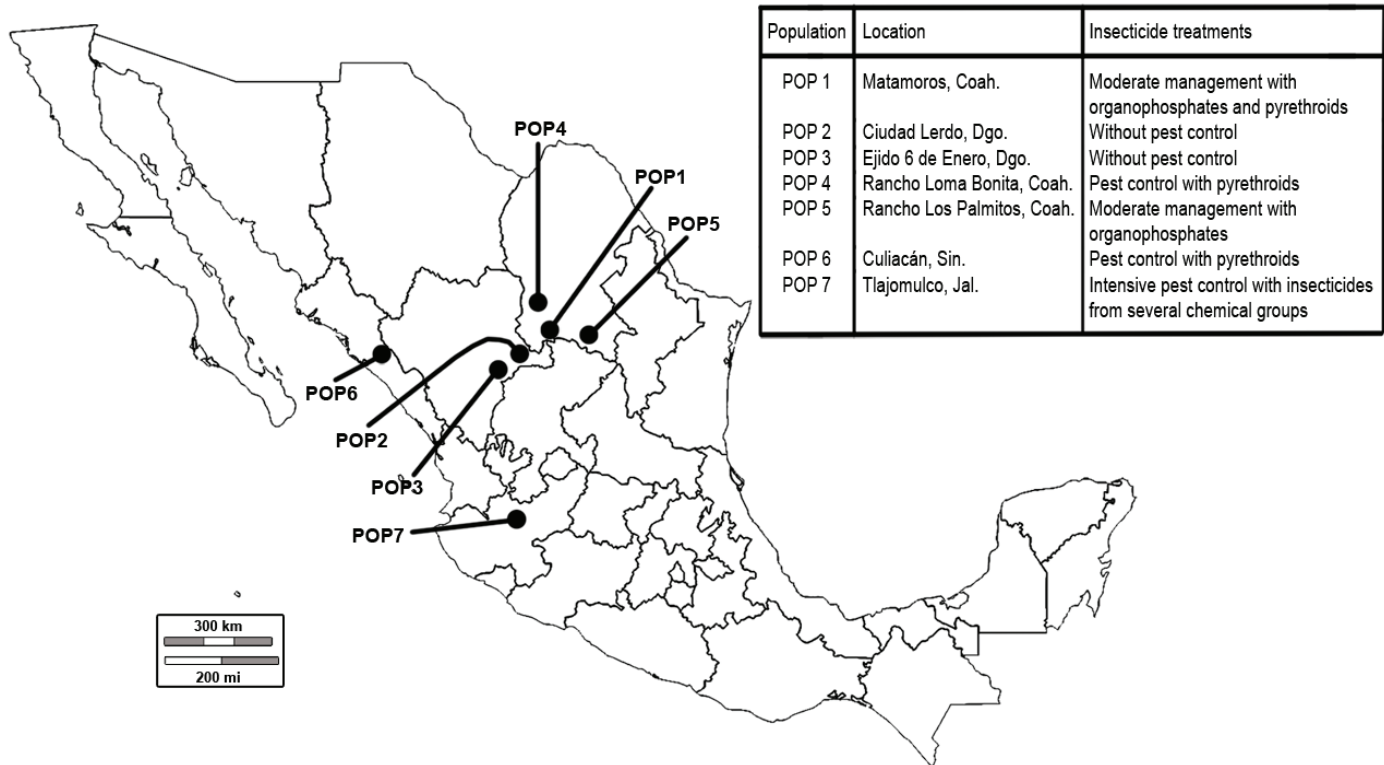 Population Location Insecticide treatments
POP 1 Matamoros, Coah. Moderate management with
organophosphates and pyrethroids
POP 2 Ciudad Lerdo, Dgo. Without pest control
POP 3 Ejido 6 de Enero, Dgo. Without pest control
POP 4 Rancho Loma Bonita, Coah. Pest control with pyrethroids
POP 5 Rancho Los Palmitos, Coah. Moderate management with
organophosphates
POP 6 Culiacán, Sin. Pest control with pyrethroids
POP 7 Tlajomulco, Jal. Intensive pest control with insecticides
from several chemical groups
POP4
POP1
POP5
POP6
POP2
POP3
POP7
300 km
200 mi